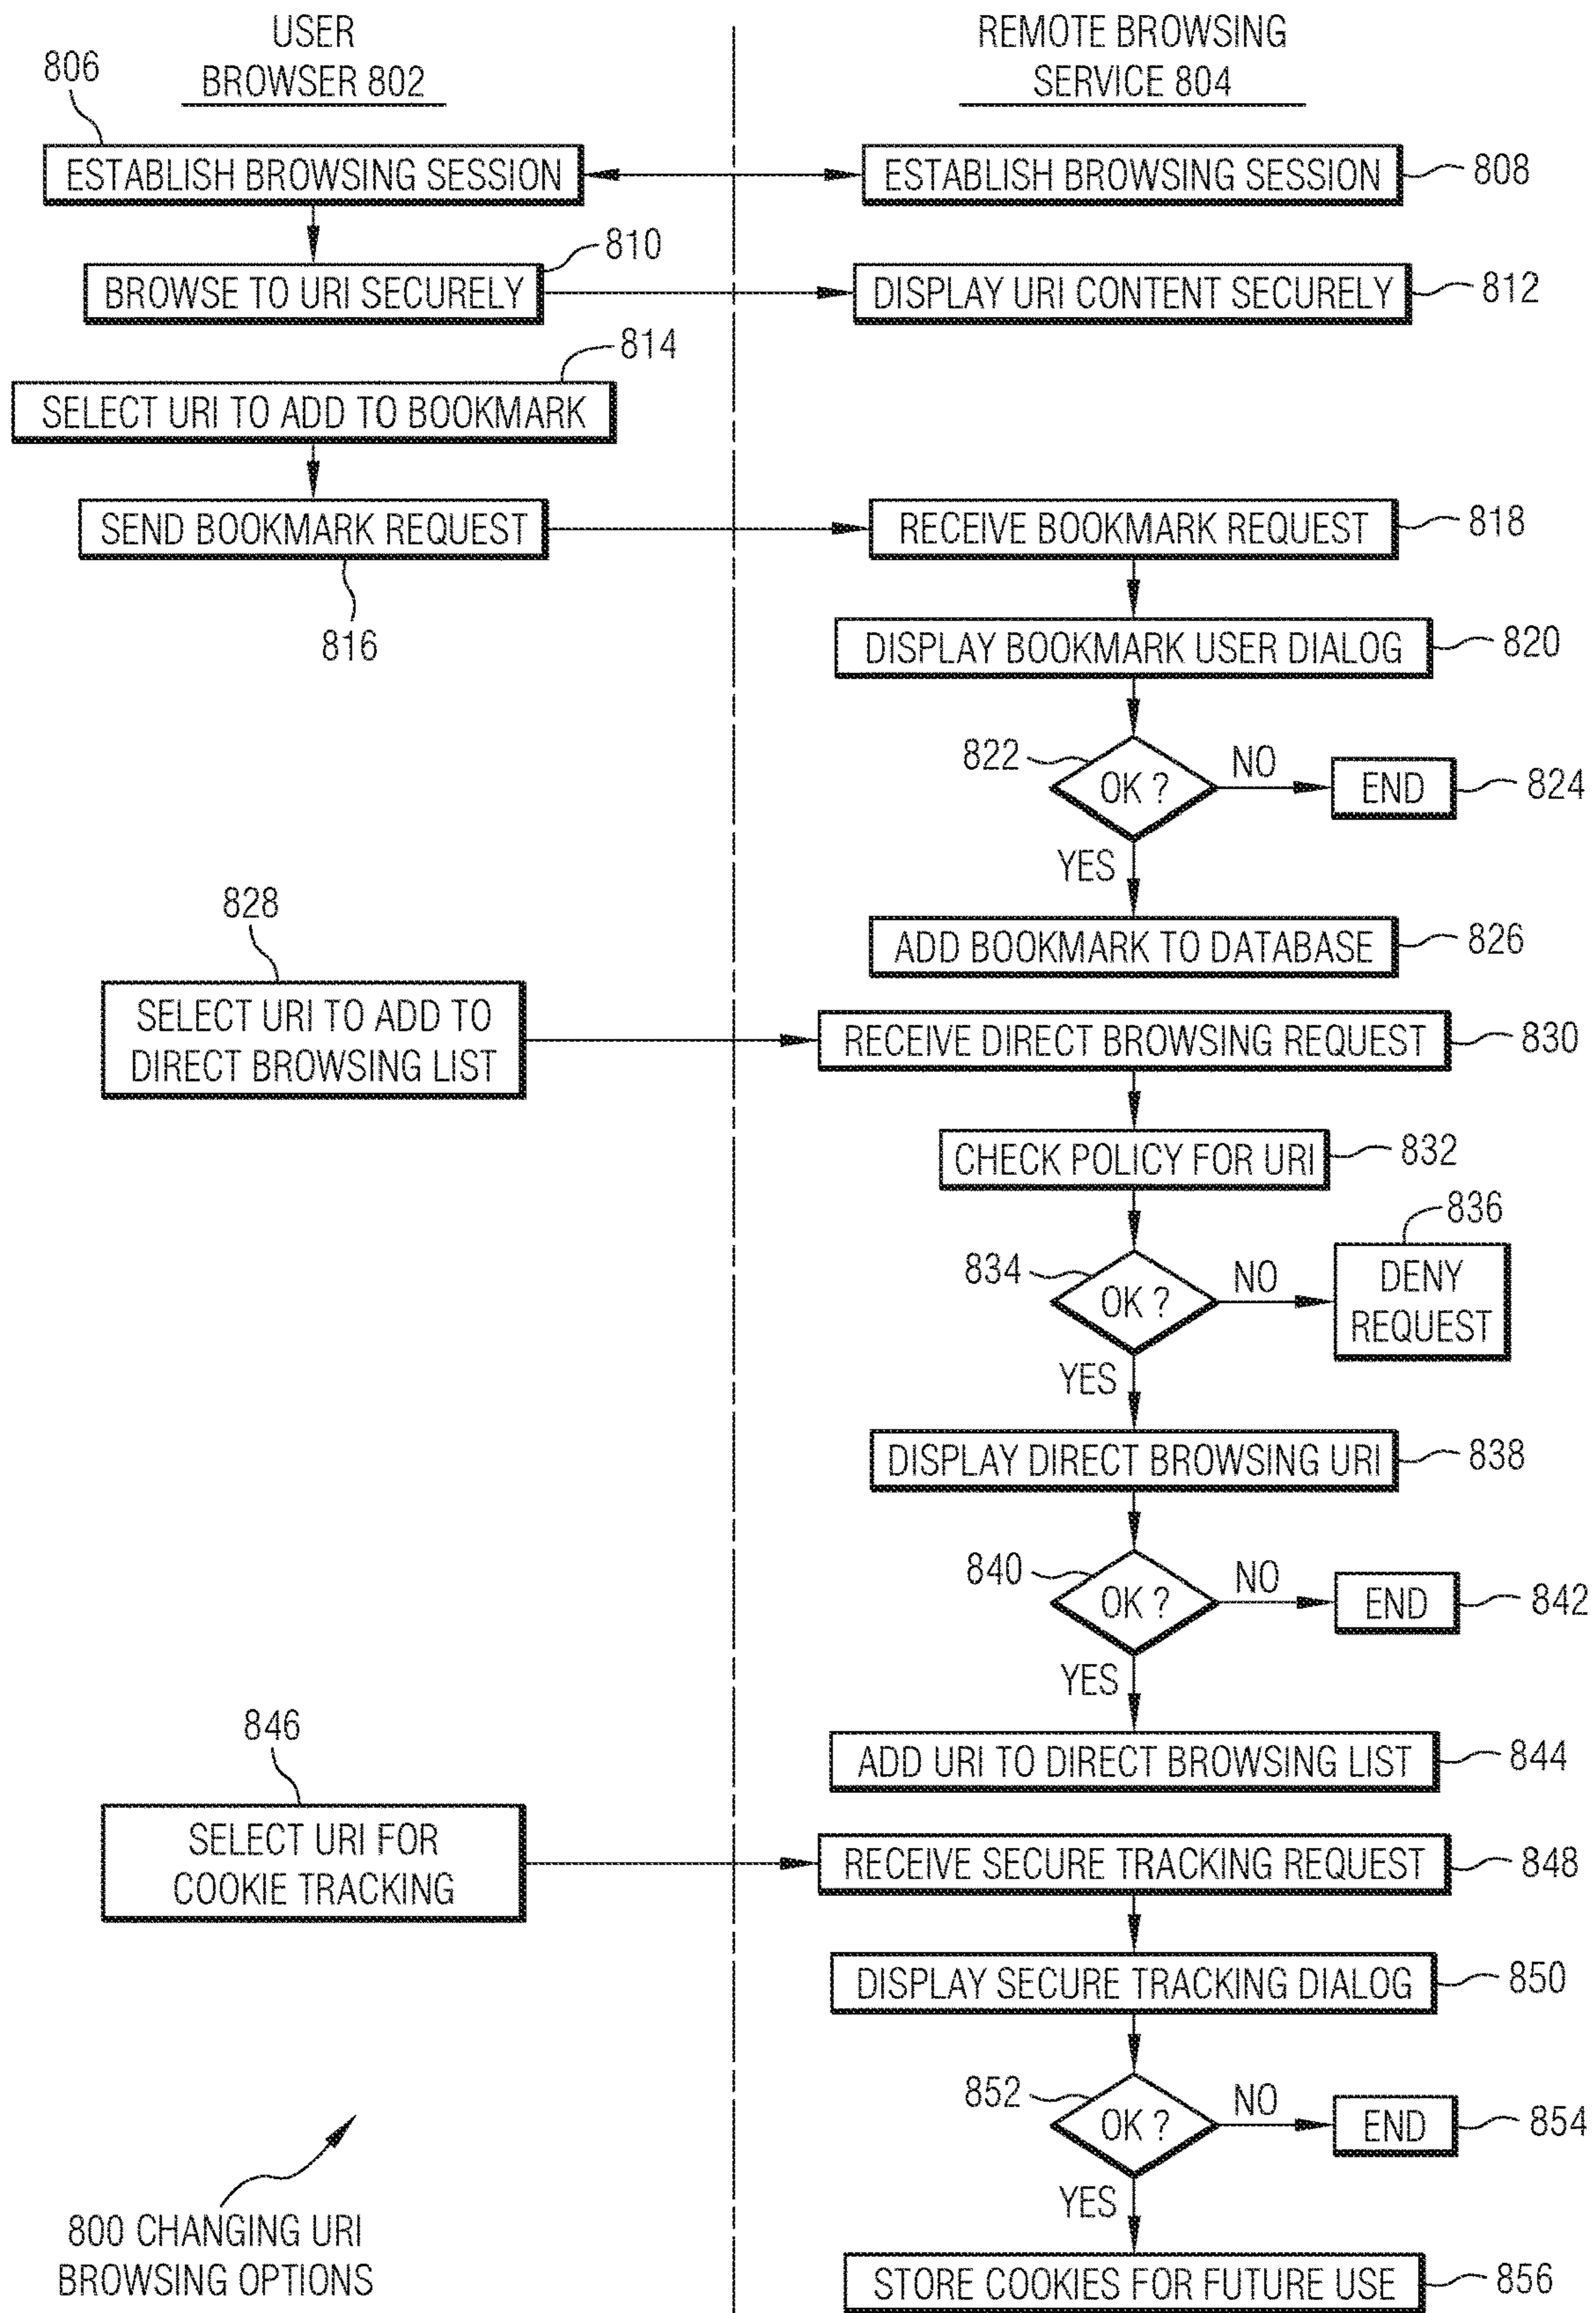 USER
BROWSER 802
REMOTE BROWSING
SERVICE 804
806
ESTABLISH BROWSING SESSION
ESTABLISH BROWSING SESSION
808
810
BROWSE TO URI SECURELY
DISPLAY URI CONTENT SECURELY
812
814
SELECT URI TO ADD TO BOOKMARK
SEND BOOKMARK REQUEST
816
RECEIVE BOOKMARK REQUEST
818
DISPLAY BOOKMARK USER DIALOG
820
822
OK ?
NO
END
824
YES
ADD BOOKMARK TO DATABASE
826
828
SELECT URI TO ADD TO
DIRECT BROWSING LIST
RECEIVE DIRECT BROWSING REQUEST
830
CHECK POLICY FOR URI
832
834
OK ?
NO
836
DENY
REQUEST
YES
DISPLAY DIRECT BROWSING URI
838
840
OK ?
NO
END
842
YES
ADD URI TO DIRECT BROWSING LIST
844
846
SELECT URI FOR
COOKIE TRACKING
RECEIVE SECURE TRACKING REQUEST
848
DISPLAY SECURE TRACKING DIALOG
850
852
OK ?
NO
END
854
YES
STORE COOKIES FOR FUTURE USE
856
800 CHANGING URI
BROWSING OPTIONS